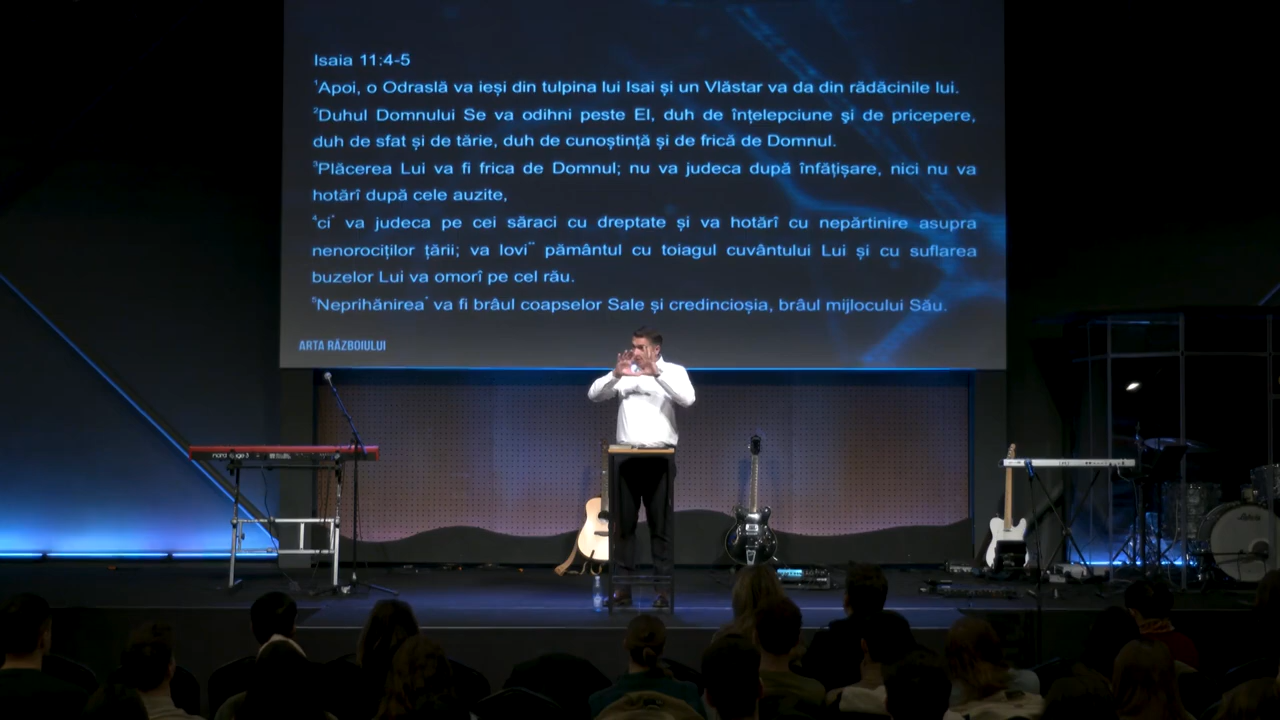 Isaia 11:4-5
¹Apoi, o Odraslă va ieși din tulpina lui Isai și un Vlăstar va da din rădăcinile lui.
²Duhul Domnului Se va odihni peste El, duh de înțelepciune şi de pricepere,
duh de sfat și de tărie, duh de cunoștință și de frică de Domnul.
³Plăcerea Lui va fi frica de Domnul; nu va judeca după înfățișare, nici nu va
hotărî după cele auzite,
⁴ci* va judeca pe cei săraci cu dreptate și va hotărî cu nepărtinire asupra
nenorociților țării; va lovi** pământul cu toiagul cuvântului Lui și cu suflarea
buzelor Lui va omorî pe cel rău.
⁵Neprihănirea* va fi brâul coapselor Sale și credincioșia, brâul mijlocului Său.
ARTA RĂZBOIULUI